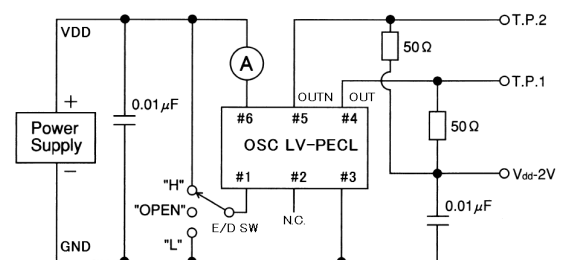 VDD
T.P.2
50Ω
A
T.P.1
+
0.01μF
OUTN OUT
#6 #5 #4
Power
Supply
OSC LV-PECL
50Ω
−
#1 #2 #3
Vdd-2V
"H"
"OPEN"
0.01μF
E/D SW
N.C.
"L"
GND